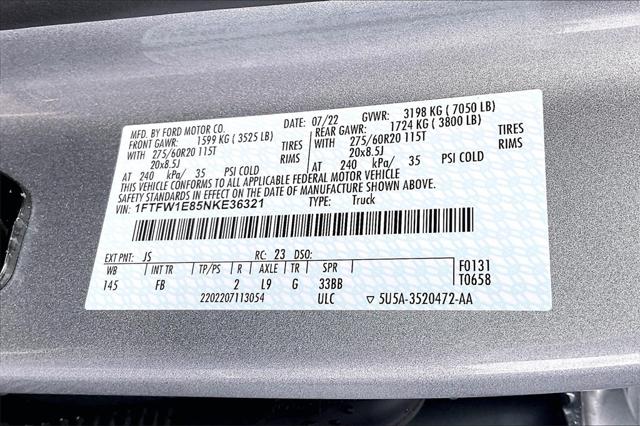 MFD. BY FORD MOTOR CO. DATE: 07/22 GVWR: 3198 KG ( 7050 LB)
FRONT GAWR: 1599 KG ( 3525 LB) REAR GAWR: 1724 KG ( 3800 LB)
WITH 275/60R20 115T TIRES WITH 275/60R20 115T TIRES
20x8.5J RIMS 20x8.5J RIMS
AT 240 kPa/ 35 PSI COLD AT 240 kPa/ 35 PSI COLD
THIS VEHICLE CONFORMS TO ALL APPLICABLE FEDERAL MOTOR VEHICLE
SAFETY STANDARDS IN EFFECT ON THE DATE OF MANUFACTURE SHOWN ABOVE.
VIN: 1FTFW1E85NKE36321 TYPE: Truck
EXT PNT: JS RC: 23 DSO: F0131
WB INT TR TP/PS R AXLE TR SPR T0658
145 FB 2 L9 G 33BB
2202207113054 ULC ▽ 5U5A-3520472-AA